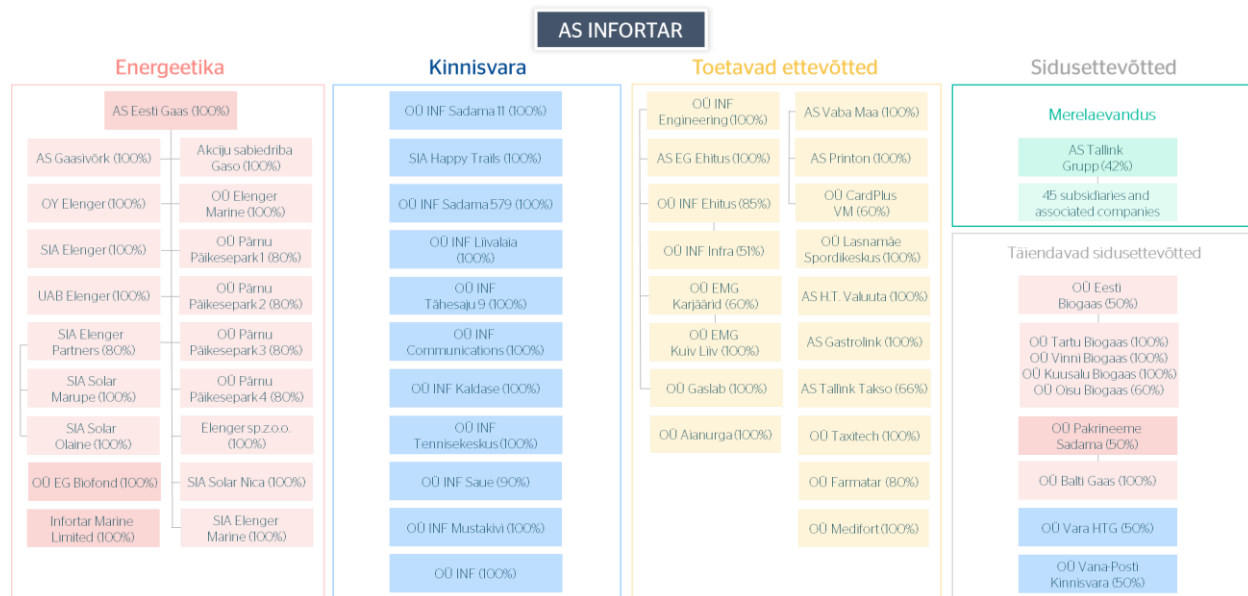 AS INFORTAR
Energeetika
AS Eesti Gaas (100%)
AS Gaasivõrk (100%)
Akciju sabiedriba
Gaso (100%)
OY Elenger (100%)
OÜ Elenger
Marine (100%)
SIA Elenger (100%)
OÜ Pärnu
Päikesepark 1 (80%)
UAB Elenger (100%)
OÜ Pärnu
Päikesepark 2 (80%)
SIA Elenger
Partners (80%)
OÜ Pärnu
Päikesepark 3 (80%)
SIA Solar
Marupe (100%)
OÜ Pärnu
Päikesepark 4 (80%)
SIA Solar
Olaine (100%)
Elenger sp.z.o.o.
(100%)
OÜ EG Biofond (100%)
SIA Solar Nica (100%)
Infortar Marine
Limited (100%)
SIA Elenger
Marine (100%)
Kinnisvara
OÜ INF Sadama 11 (100%)
SIA Happy Trails (100%)
OÜ INF Sadama 579 (100%)
OÜ INF Liivalaia
(100%)
OÜ INF
Tähesaju 9 (100%)
OÜ INF
Communications (100%)
OÜ INF Kaldase (100%)
OÜ INF
Tennisekeskus (100%)
OÜ INF Saue (90%)
OÜ INF Mustakivi (100%)
OÜ INF (100%)
Toetavad ettevõtted
OÜ INF
Engineering (100%)
AS Vaba Maa (100%)
AS EG Ehitus (100%)
AS Printon (100%)
OÜ INF Ehitus (85%)
OÜ CardPlus
VM (60%)
OÜ INF Infra (51%)
OÜ Lasnamäe
Spordikeskus (100%)
OÜ EMG
Karjäärid (60%)
AS H.T. Valuuta (100%)
OÜ EMG
Kuiv Liiv (100%)
AS Gastrolink (100%)
OÜ Gaslab (100%)
AS Tallink Takso (66%)
OÜ Aianurga (100%)
OÜ Taxitech (100%)
OÜ Farmatar (80%)
OÜ Medifort (100%)
Sidusettevõtted
Merelaevandus
AS Tallink
Grupp (42%)
45 subsidiaries and
associated companies
Täiendavad sidusettevõtted
OÜ Eesti
Biogaas (50%)
OÜ Tartu Biogaas (100%)
OÜ Vinni Biogaas (100%)
OÜ Kuusalu Biogaas (100%)
OÜ Oisu Biogaas (60%)
OÜ Pakrineeme
Sadama (50%)
OÜ Balti Gaas (100%)
OÜ Vara HTG (50%)
OÜ Vana-Posti
Kinnisvara (50%)